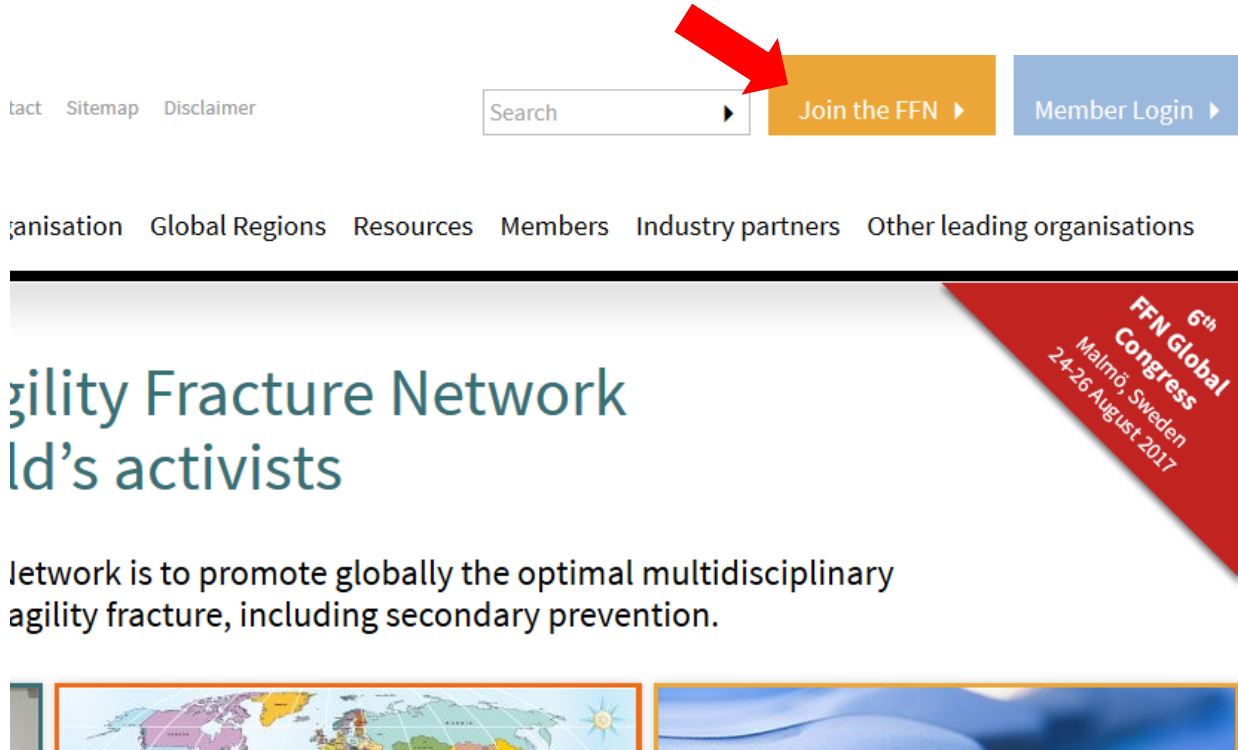 tact Sitemap Disclaimer
Search
Join the FFN
Member Login
ganisation Global Regions Resources Members Industry partners Other leading organisations
6th
FFN Global
Congress
Malmö, Sweden
24-26 August 2017
gility Fracture Network
ld's activists
Network is to promote globally the optimal multidisciplinary
agility fracture, including secondary prevention.
CANADA
RUSSIA